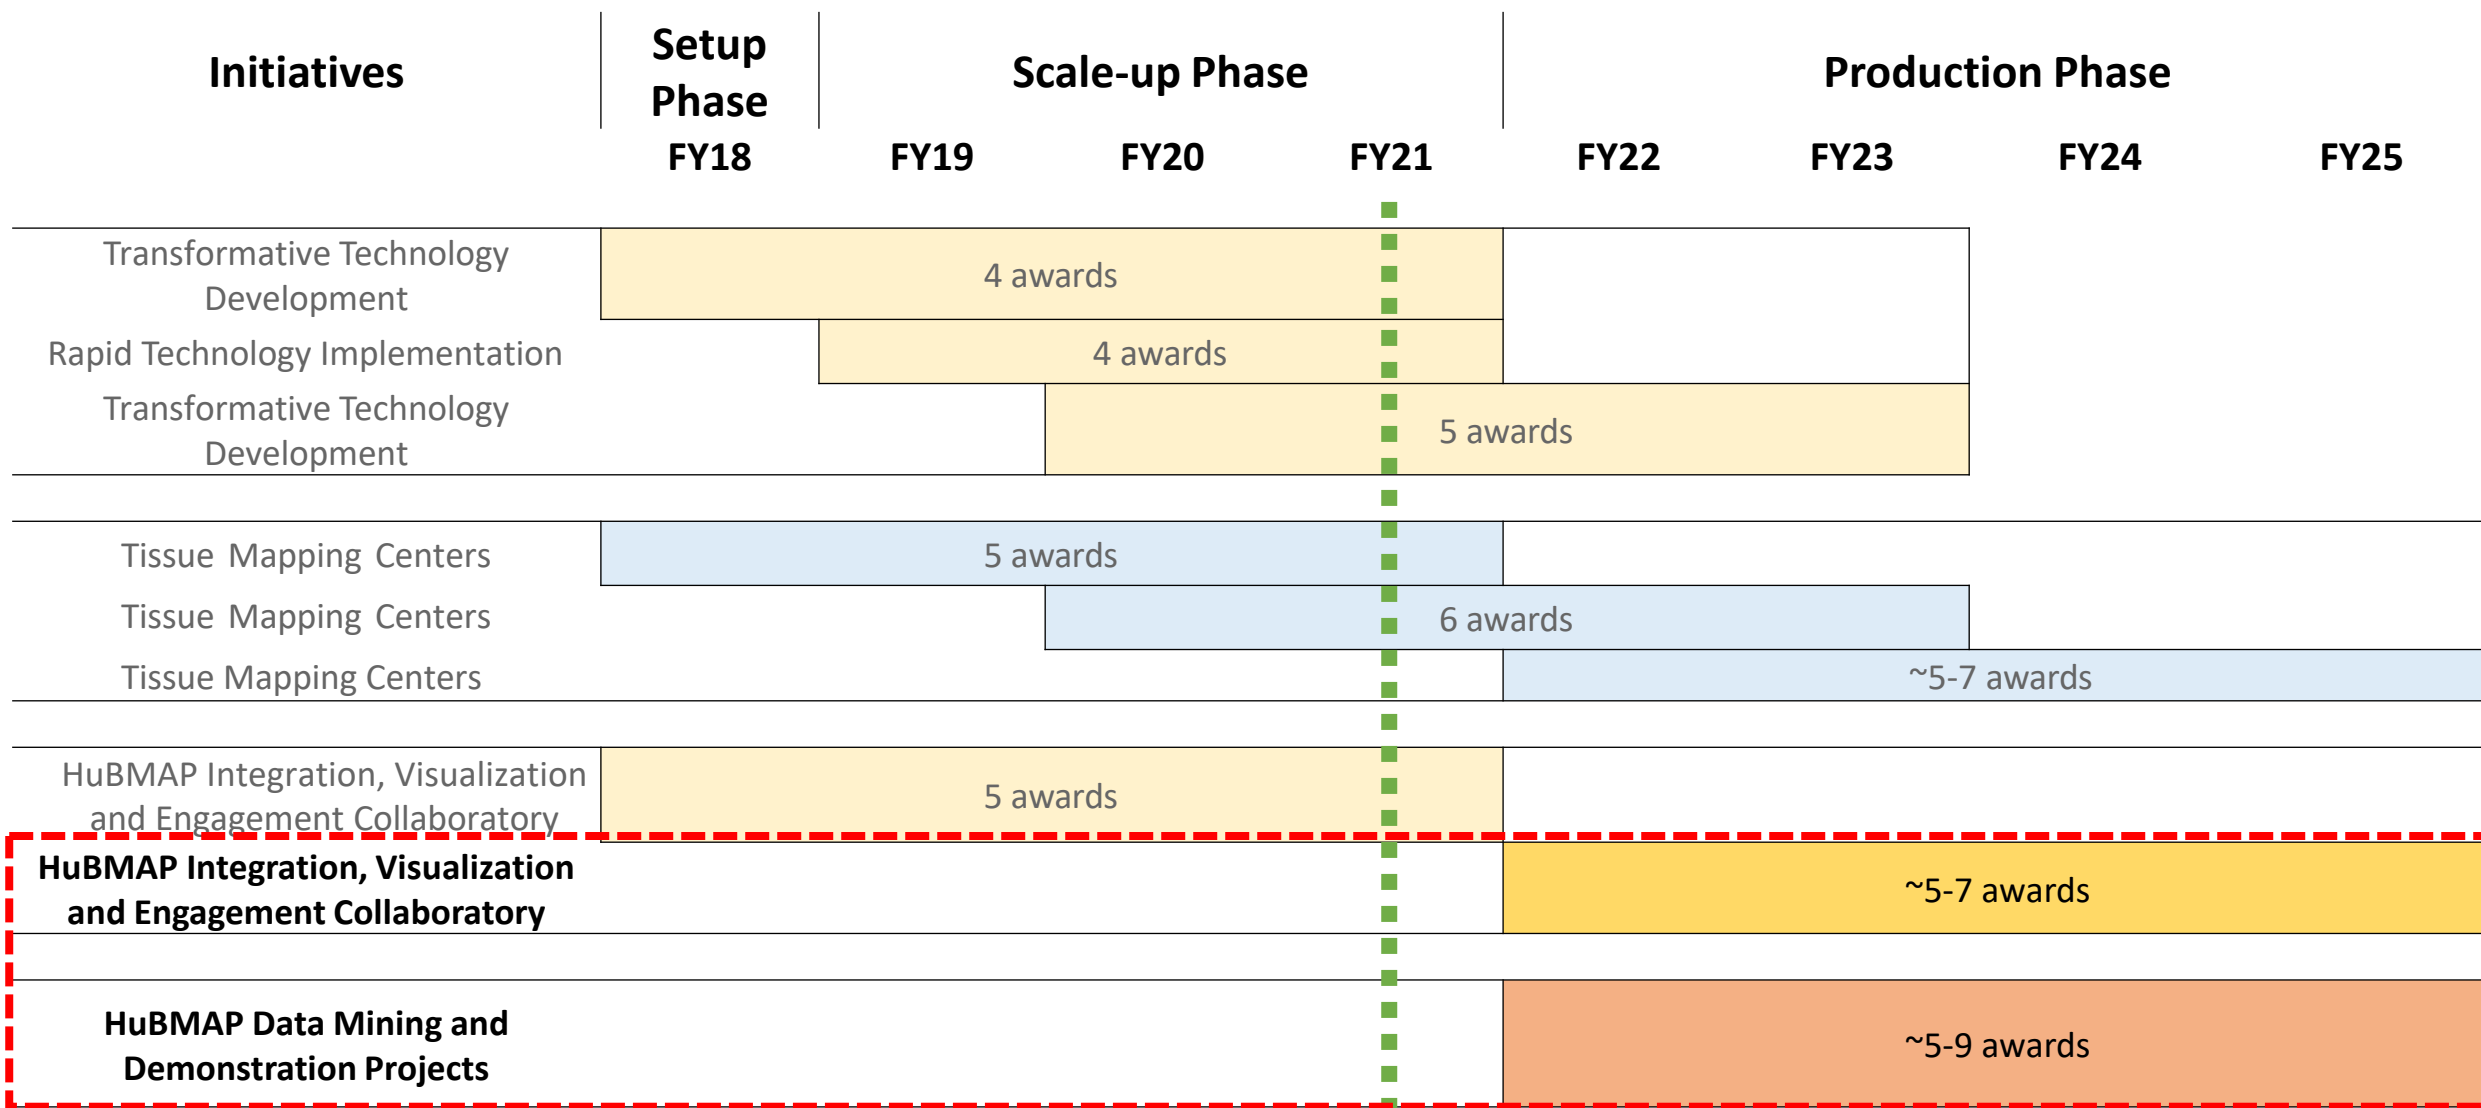 Initiatives
Setup
Phase
Scale-up Phase
Production Phase
FY18
FY19
FY20
FY21
FY22
FY23
FY24
FY25
Transformative Technology
Development
4 awards
Rapid Technology Implementation
4 awards
Transformative Technology
Development
5 awards
Tissue Mapping Centers
5 awards
Tissue Mapping Centers
6 awards
Tissue Mapping Centers
~5-7 awards
HuBMAP Integration, Visualization
and Engagement Collaboratory
5 awards
HuBMAP Integration, Visualization
and Engagement Collaboratory
~5-7 awards
HuBMAP Data Mining and
Demonstration Projects
~5-9 awards